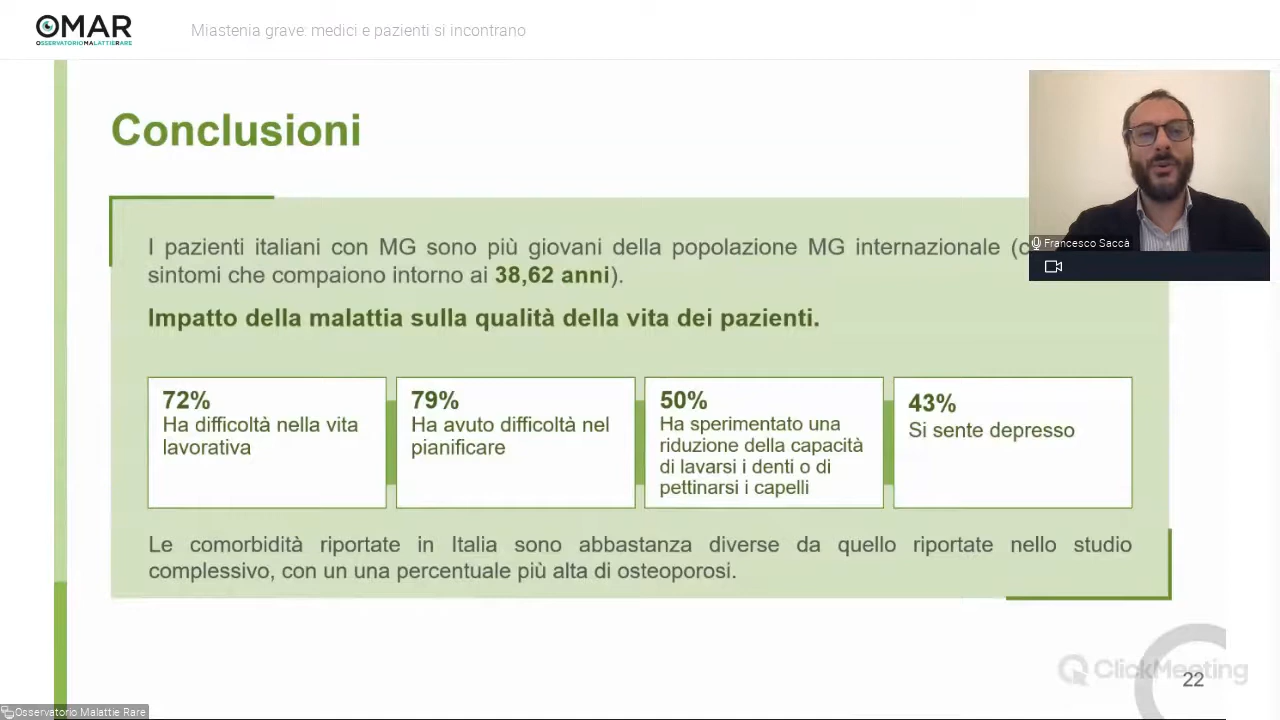 OMAR
OSSERVATORIOMALATTIERARE
Miastenia grave: medici e pazienti si incontrano
Conclusioni
I pazienti italiani con MG sono più giovani della popolazione MG internazionale (
sintomi che compaiono intorno ai 38,62 anni).
Impatto della malattia sulla qualità della vita dei pazienti.
72%
Ha difficoltà nella vita
lavorativa
79%
Ha avuto difficoltà nel
pianificare
50%
Ha sperimentato una
riduzione della capacità
di lavarsi i denti o di
pettinarsi i capelli
43%
Si sente depresso
Le comorbidità riportate in Italia sono abbastanza diverse da quello riportate nello studio
complessivo, con un una percentuale più alta di osteoporosi.
Francesco Saccà
ClickMeeting
22
Osservatorio Malattie Rare